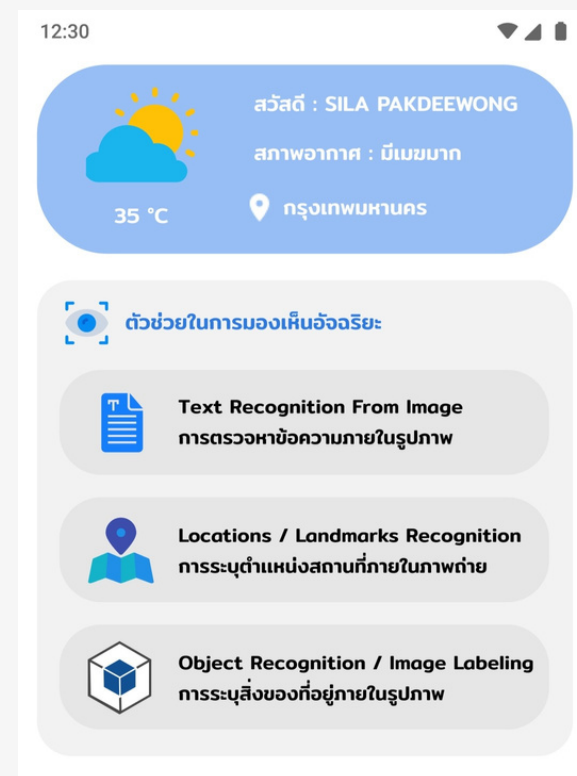 12:30
สวัสดี : SILA PAKDEEWONG
สภาพอากาศ : มีเมฆมาก
35 °C
กรุงเทพมหานคร
ตัวช่วยในการมองเห็นอัจฉริยะ
T
Text Recognition From Image
การตรวจหาข้อความภายในรูปภาพ
Locations / Landmarks Recognition
การระบุตำแหน่งสถานที่ภายในภาพถ่าย
Object Recognition / Image Labeling
การระบุสิ่งของที่อยู่ภายในรูปภาพ